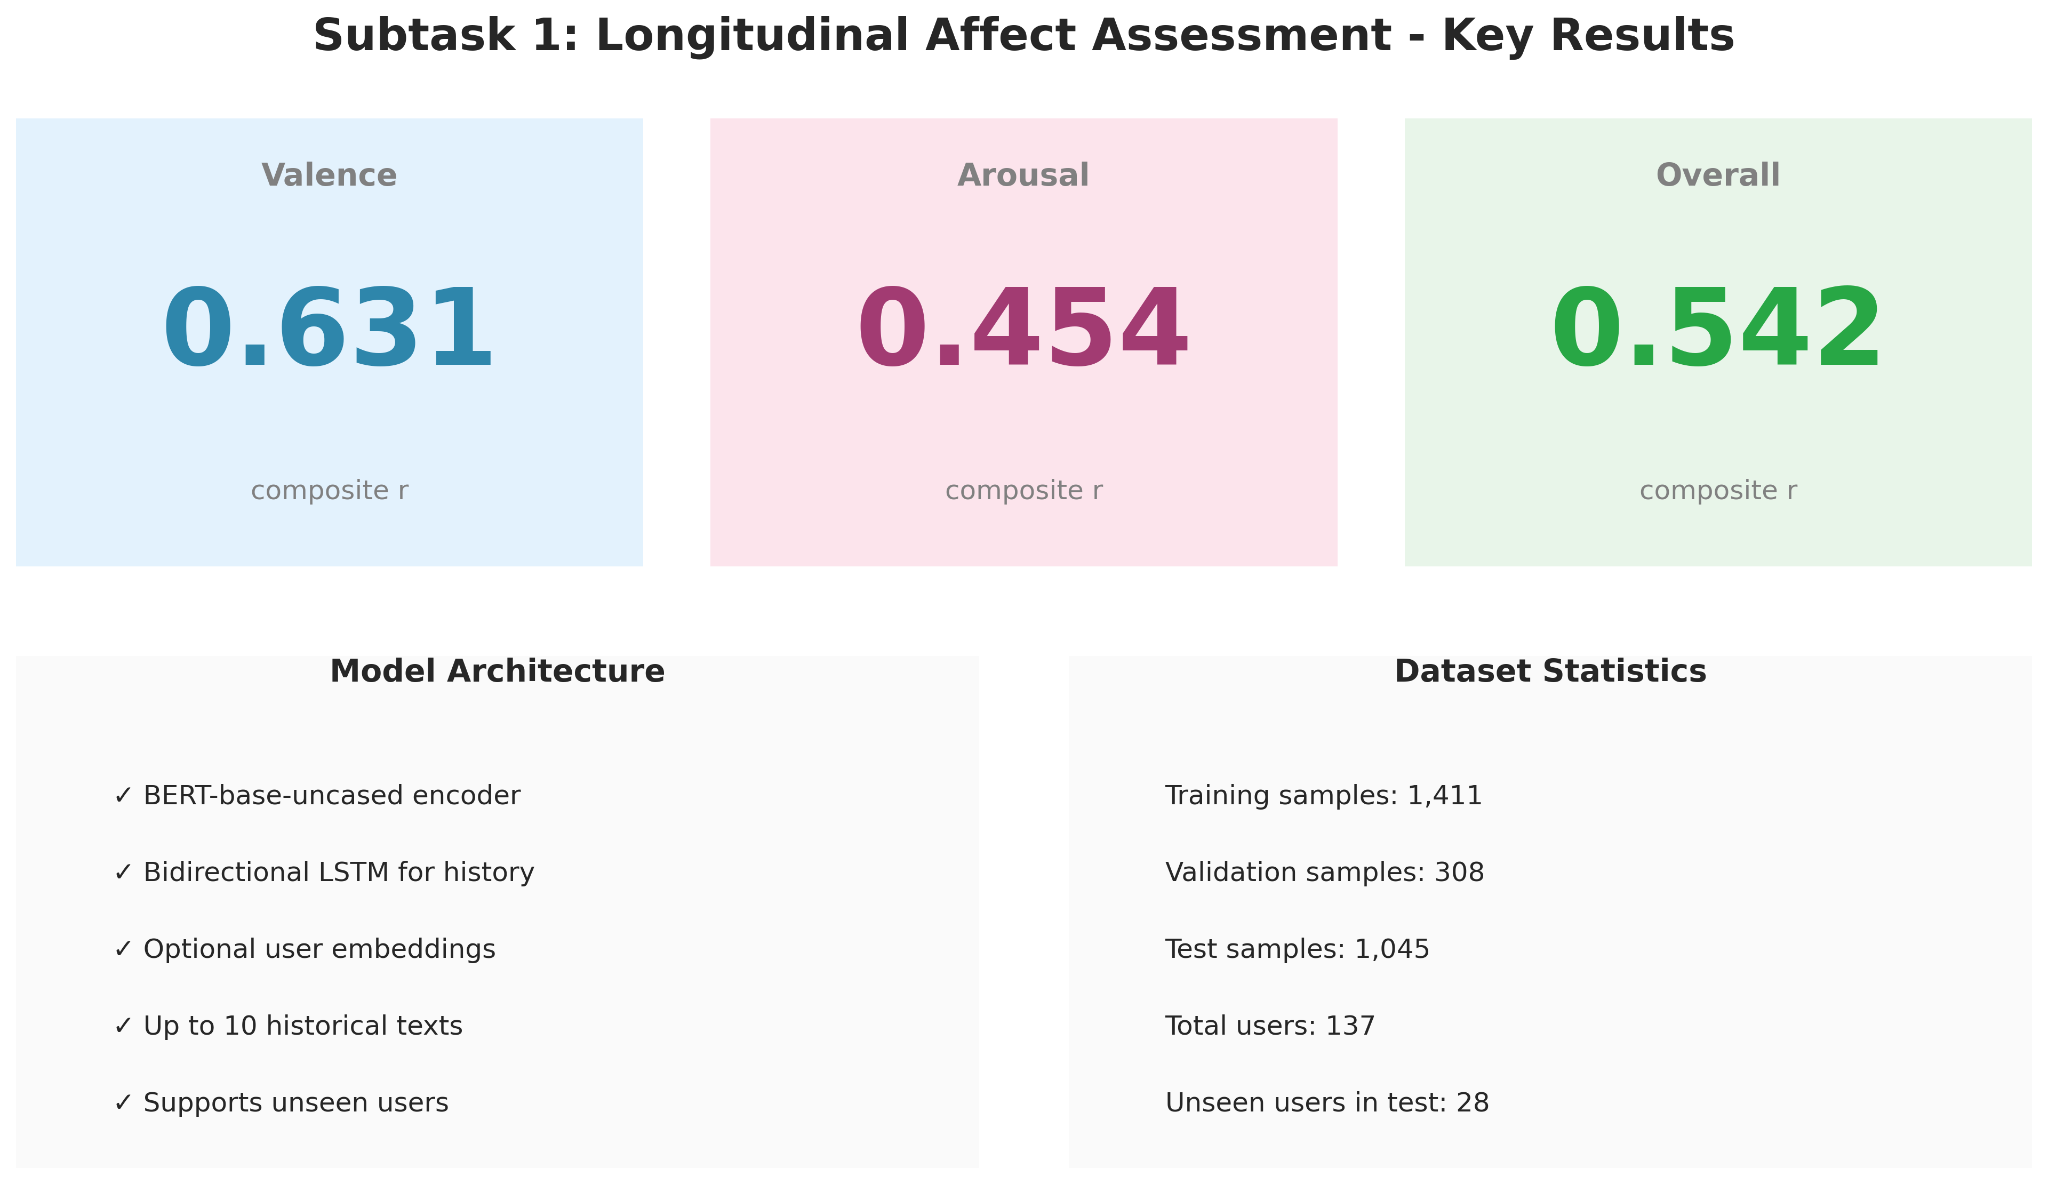 Subtask 1: Longitudinal Affect Assessment - Key Results
Valence
0.631
composite r
Arousal
0.454
composite r
Overall
0.542
composite r
Model Architecture
✓ BERT-base-uncased encoder
✓ Bidirectional LSTM for history
✓ Optional user embeddings
✓ Up to 10 historical texts
✓ Supports unseen users
Dataset Statistics
Training samples: 1,411
Validation samples: 308
Test samples: 1,045
Total users: 137
Unseen users in test: 28